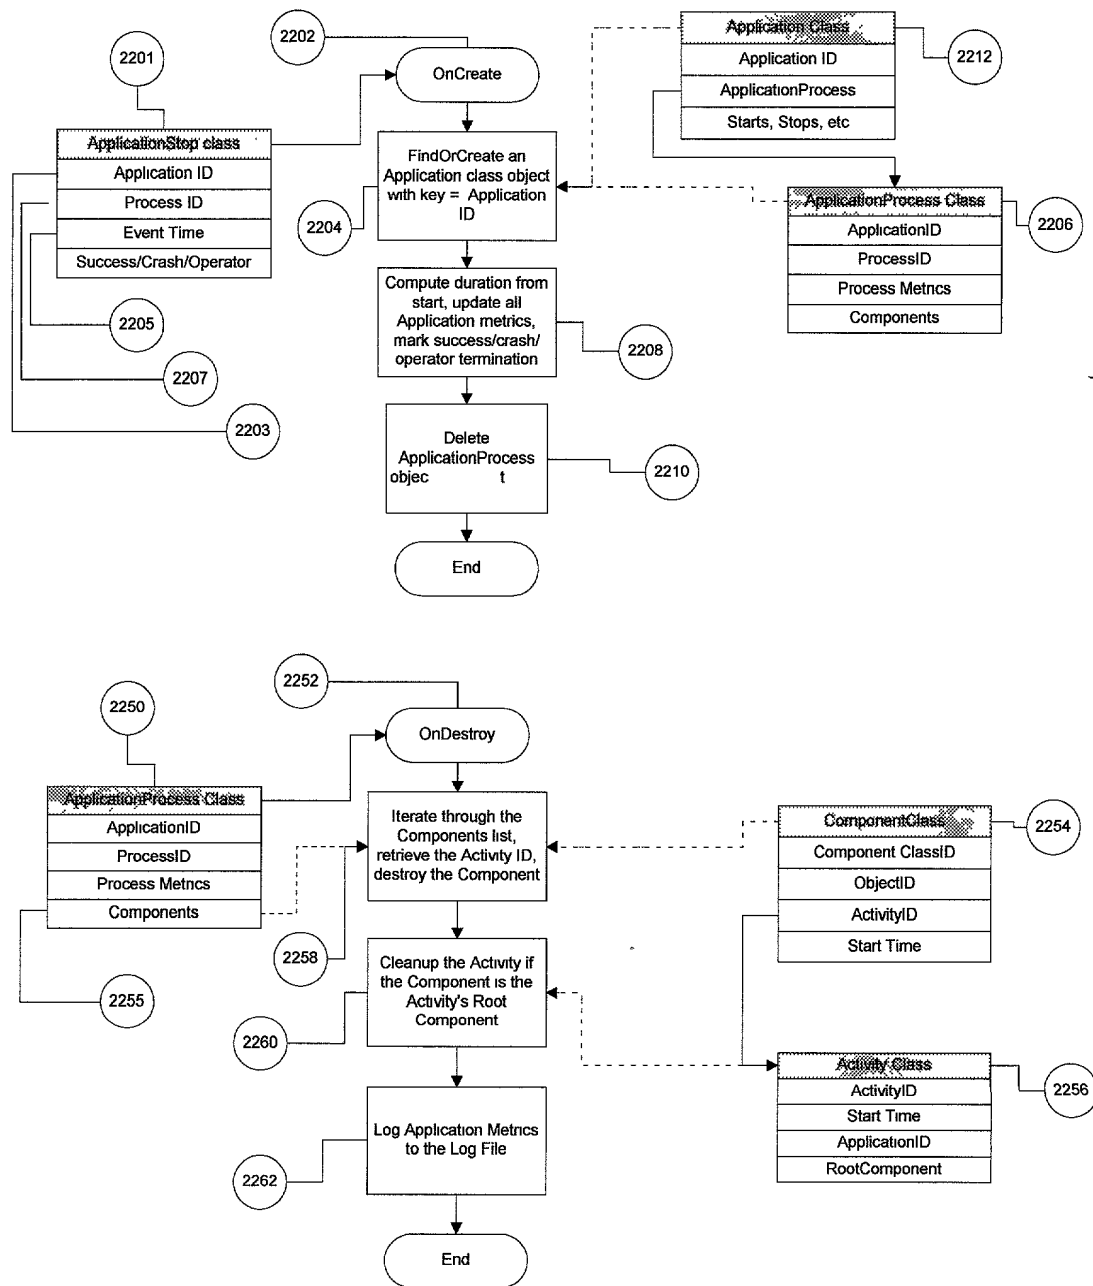 2201
2202
OnCreate
Application Class
Application ID
ApplicationProcess
Starts, Stops, etc
2212
ApplicationStop class
Application ID
Process ID
Event Time
Success/Crash/Operator
FindOrCreate an
Application class object
with key = Application
ID
2204
ApplicationProcess Class
ApplicationID
ProcessID
Process Metrics
Components
2206
2205
2207
2203
Compute duration from
start, update all
Application metrics,
mark success/crash/
operator termination
2208
Delete
ApplicationProcess
objec t
2210
End
2250
2252
OnDestroy
ApplicationProcess Class
ApplicationID
ProcessID
Process Metrics
Components
2255
Iterate through the
Components list,
retrieve the Activity ID,
destroy the Component
2258
ComponentClass
Component ClassID
ObjectID
ActivityID
Start Time
2254
Cleanup the Activity if
the Component is the
Activity's Root
Component
2260
Activity Class
ActivityID
Start Time
ApplicationID
RootComponent
2256
Log Application Metrics
to the Log File
2262
End